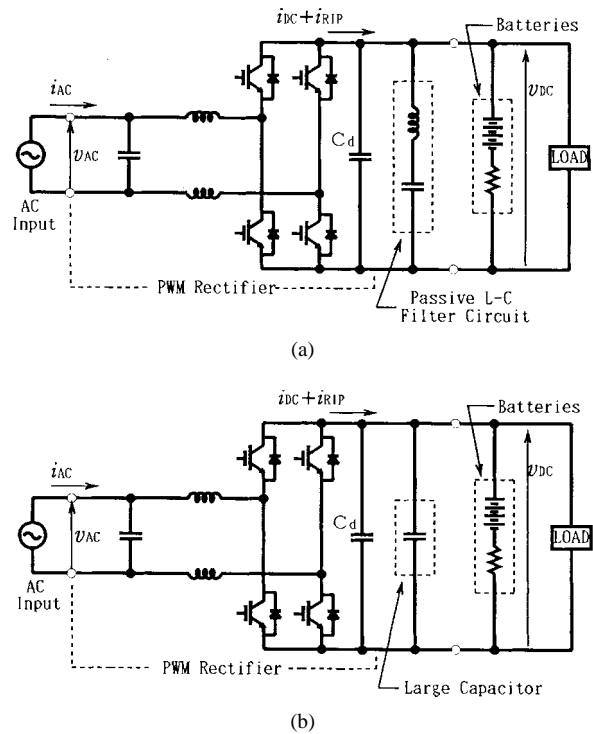 iDC+iRIP
Batteries
iAC
vAC
AC
Input
Cd
vDC
LOAD
PWM Rectifier
Passive L-C
Filter Circuit
(a)
iDC+iRIP
Batteries
iAC
vAC
AC
Input
Cd
vDC
LOAD
PWM Rectifier
Large Capacitor
(b)